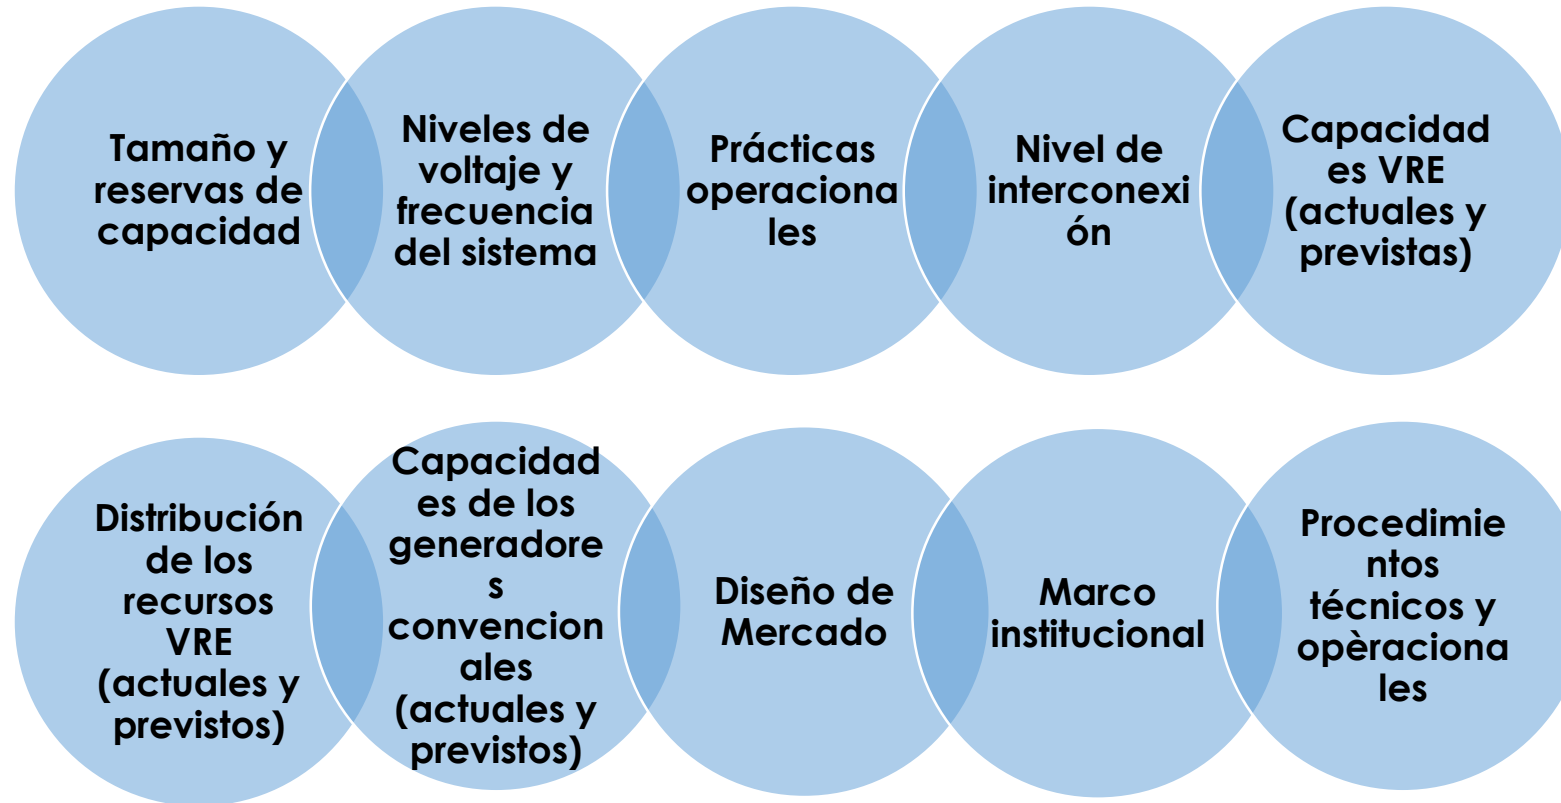 Tamaño y
reservas de
capacidad
Niveles de
voltaje y
frecuencia
del sistema
Prácticas
operaciona
les
Nivel de
interconexi
ón
Capacidad
es VRE
(actuales y
previstas)
Distribución
de los
recursos
VRE
(actuales y
previstos)
Capacidad
es de los
generadore
s
convencion
ales
(actuales y
previstos)
Diseño de
Mercado
Marco
institucional
Procedimie
ntos
técnicos y
opèraciona
les